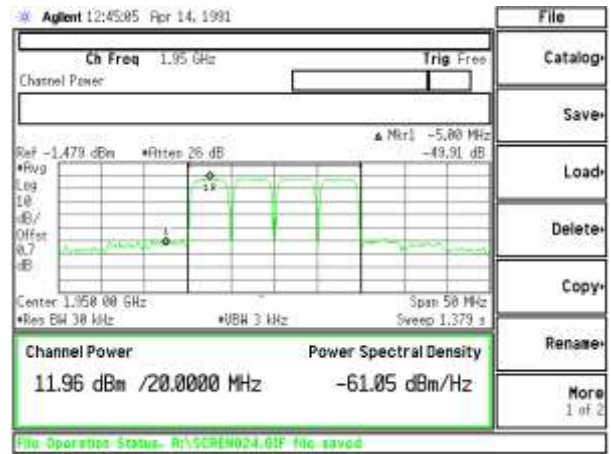 Agilent 12:45:05 Apr 14, 1991
File
Ch Freq 1.95 GHz Trig Free
Channel Power
Catalog
Save
Load
Delete
Copy
Rename
More
1 of 2
Mkr1 -5.00 MHz
Ref -1.479 dBm #Atten 26 dB -49.91 dB
#Avg
Log
10
dB/
Offst
0.7
dB
1R
1
Center 1.950 00 GHz Span 50 MHz
#Res BW 30 kHz #VBW 3 kHz Sweep 1.379 s
Channel Power Power Spectral Density
11.96 dBm /20.0000 MHz -61.05 dBm/Hz
File Operation Status, A:\SCREN024.GIF file saved